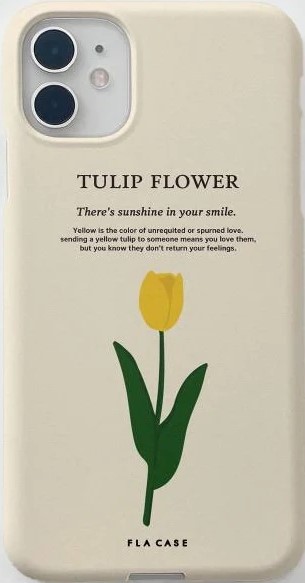 TULIP FLOWER
There's sunshine in your smile.
Yellow is the color of unrequited or spurned love.
sending a yellow tulip to someone means you love them,
but you know they don't return your feelings.
FLA CASE